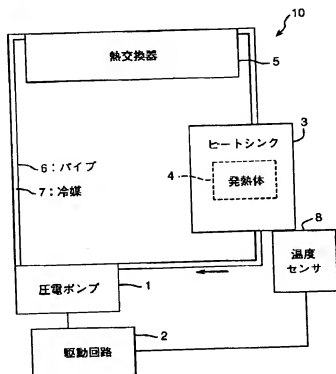 10
熱交換器
5
3
ヒートシンク
6:パイプ
4
発熱体
7:冷媒
8
温度
センサ
圧電ポンプ
1
2
駆動回路